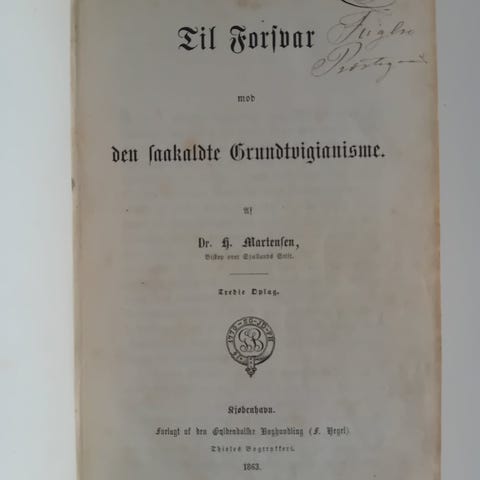 Til Forsvar
Fuglse
mod
den saakaldte Grundtvigianisme.
Af
Dr. H. Martensen,
Biskop over Sjællands Stift.
Tredie Oplag.
Kjøbenhavn.
Forlagt af den Gyldendalske Boghandling (F. Hegel).
Thieles Bogtrykkeri.
1863.